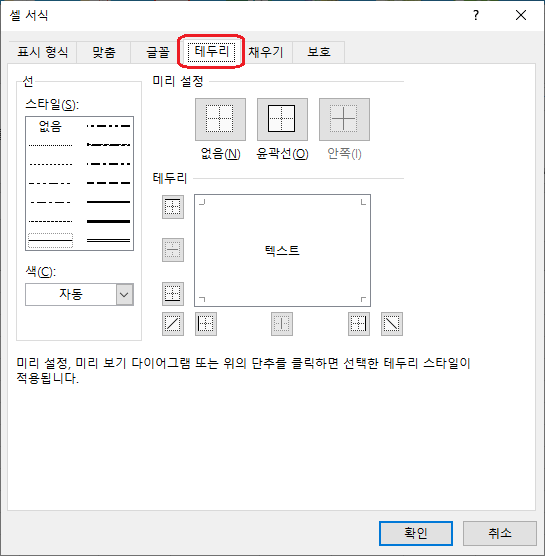 셀 서식
?
표시 형식 맞춤 글꼴 테두리 채우기 보호
선
스타일(S):
없음
색(C):
자동
미리 설정
없음(N) 윤곽선(O) 안쪽(I)
테두리
텍스트
미리 설정, 미리 보기 다이어그램 또는 위의 단추를 클릭하면 선택한 테두리 스타일이
적용됩니다.
확인 취소